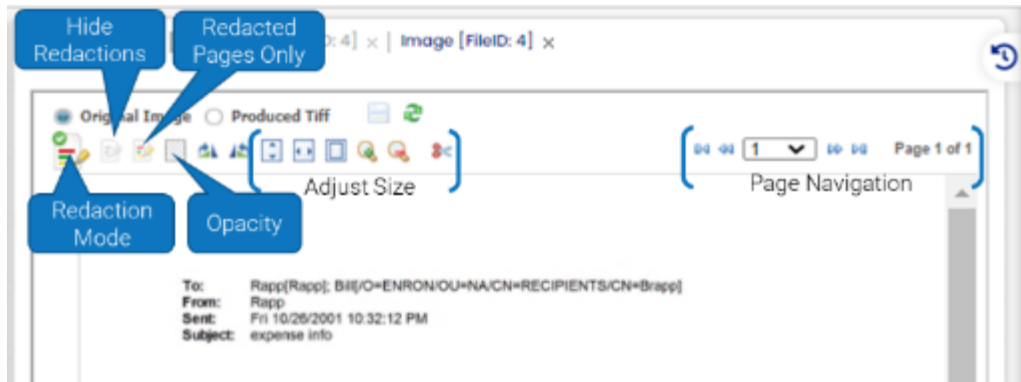 Hide
Redactions
Redacted
Pages Only
: 4] × | Image [FileID: 4] ×
Original Image Produced Tiff
1 Page 1 of 1
Adjust Size
Page Navigation
Redaction
Mode
Opacity
To: Rapp[Rapp]; Bill[/O=ENRON/OU=NA/CN=RECIPIENTS/CN=Brapp]
From: Rapp
Sent: Fri 10/26/2001 10:32:12 PM
Subject: expense info